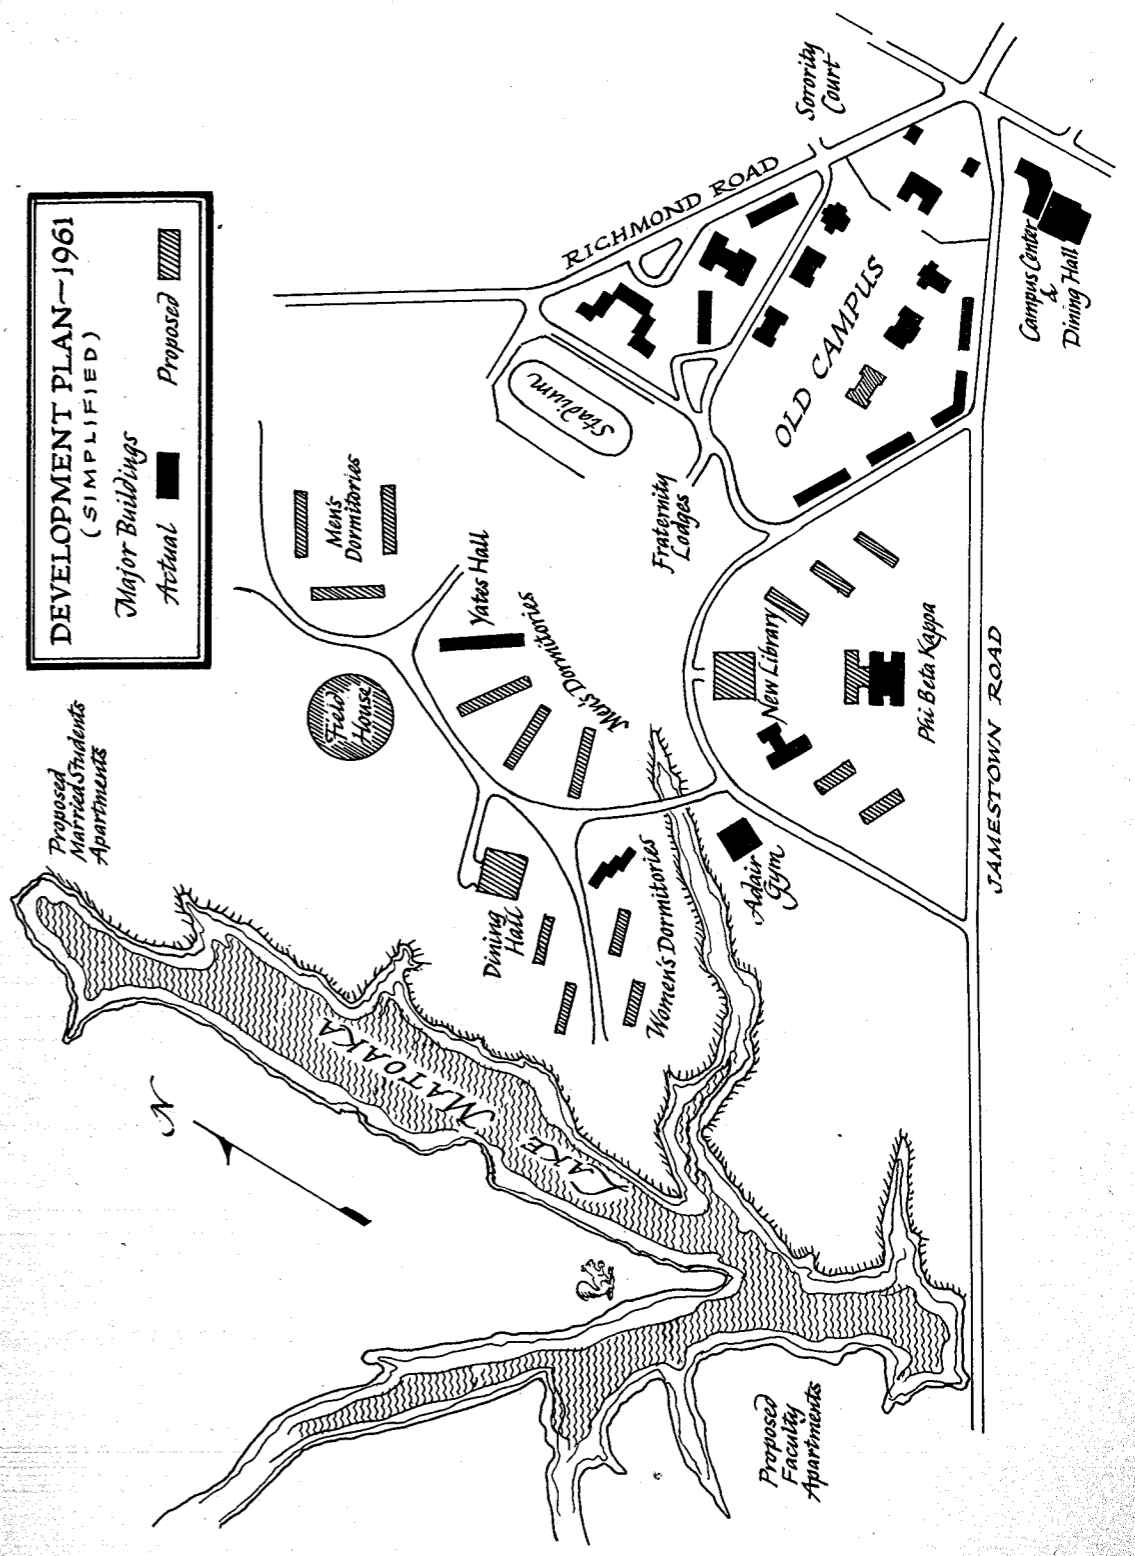 DEVELOPMENT PLAN—1961
(SIMPLIFIED)
Major Buildings
Actual
Proposed
Proposed
Married Students
Apartments
Men's
Dormitories
Field
House
Yates Hall
Men's Dormitories
Dining
Hall
Women's Dormitories
Adair
Gym
New Library
Phi Beta Kappa
Fraternity
Lodges
Stadium
OLD CAMPUS
RICHMOND ROAD
Sorority
Court
Campus Center
&
Dining Hall
JAMESTOWN ROAD
N
LAKE MATOAKA
Proposed
Faculty
Apartments